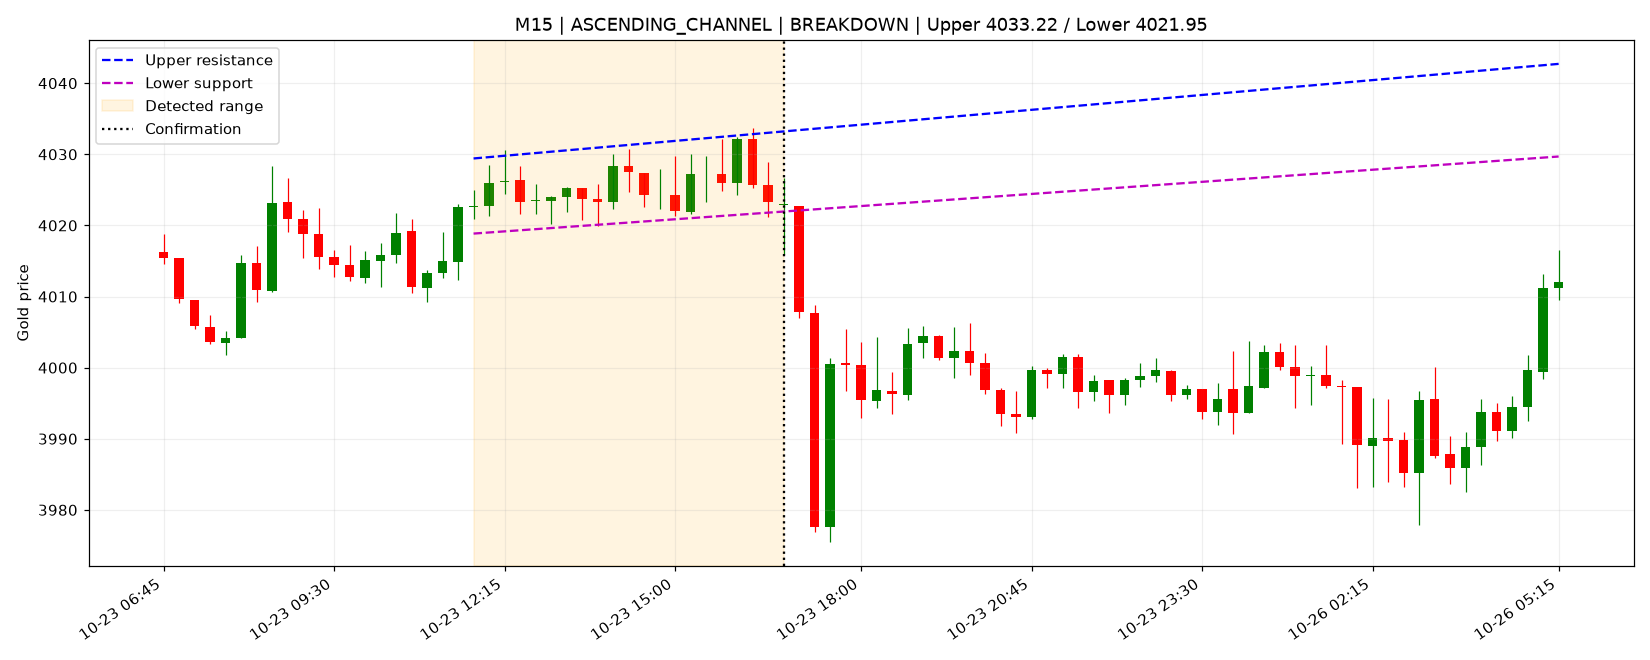 M15 | ASCENDING_CHANNEL | BREAKDOWN | Upper 4033.22 / Lower 4021.95
Upper resistance
Lower support
Detected range
Confirmation
Gold price
4040
4030
4020
4010
4000
3990
3980
10-23 06:45
10-23 09:30
10-23 12:15
10-23 15:00
10-23 18:00
10-23 20:45
10-23 23:30
10-26 02:15
10-26 05:15